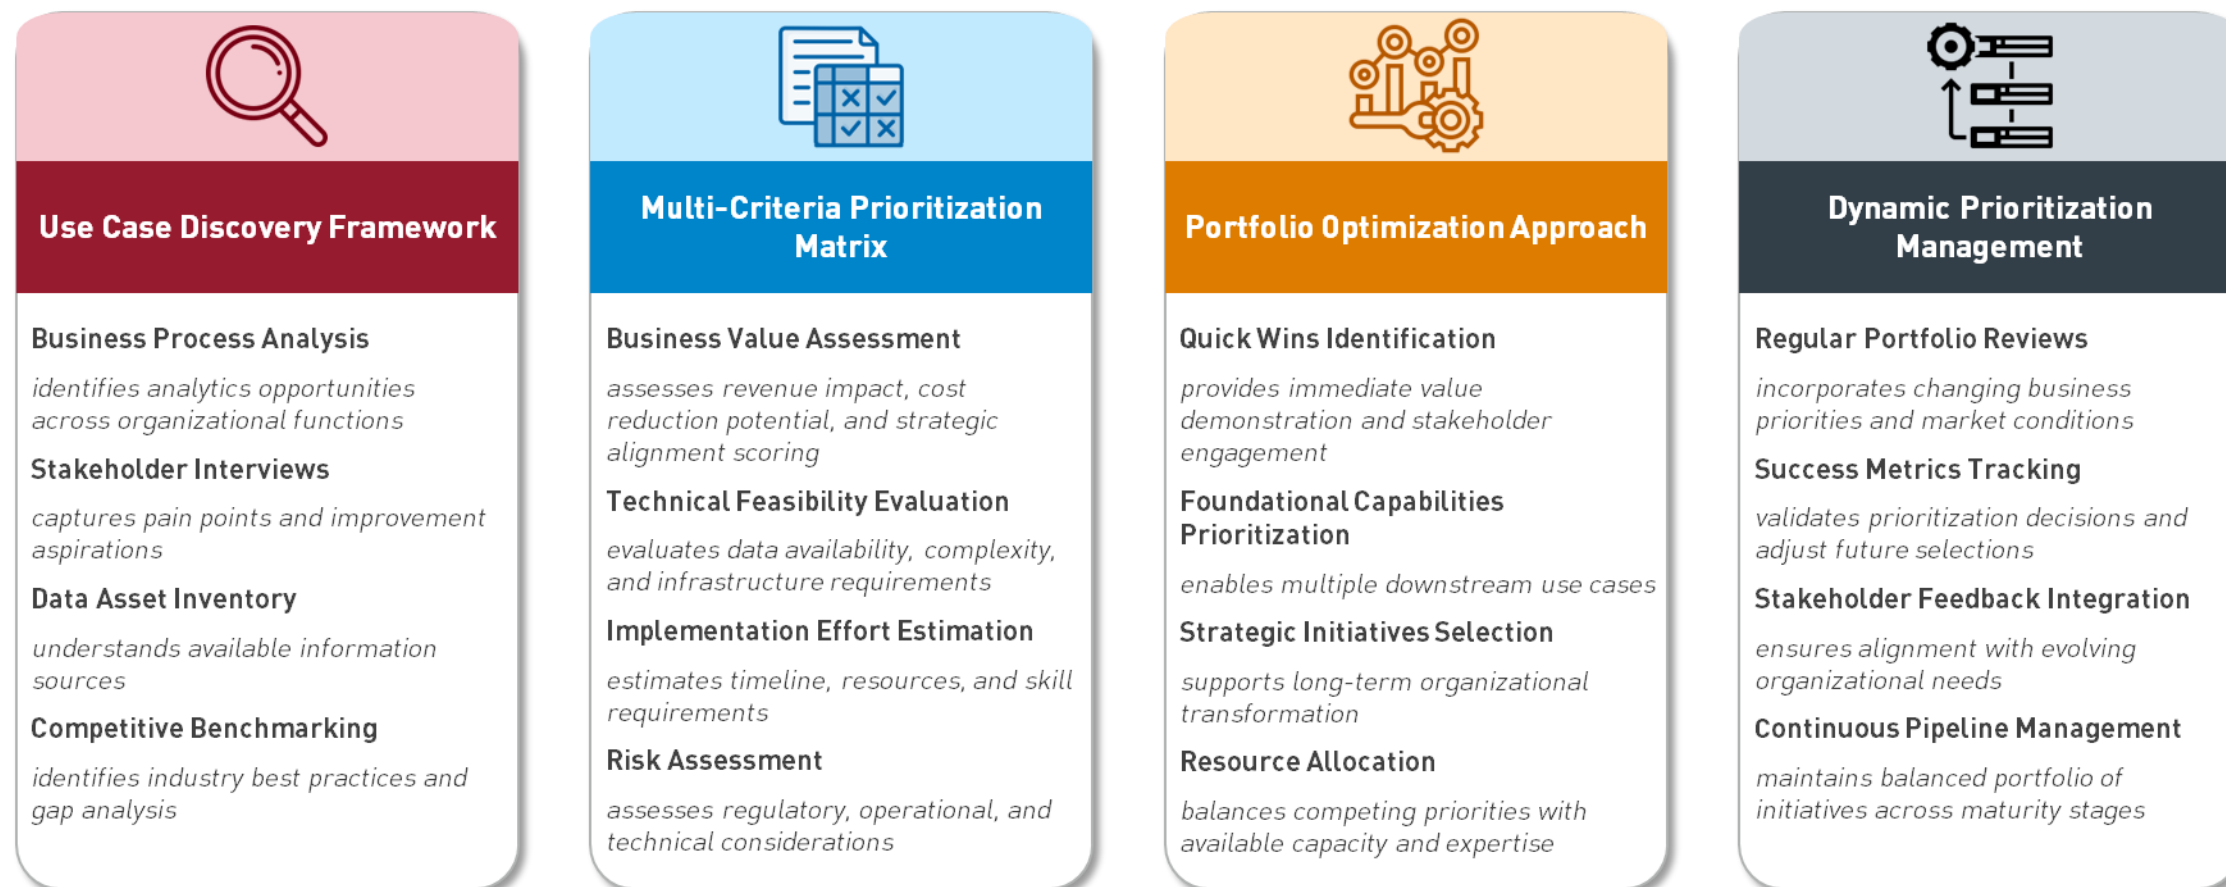 Use Case Discovery Framework
Business Process Analysis
identifies analytics opportunities
across organizational functions
Stakeholder Interviews
captures pain points and improvement
aspirations
Data Asset Inventory
understands available information
sources
Competitive Benchmarking
identifies industry best practices and
gap analysis
Multi-Criteria Prioritization
Matrix
Business Value Assessment
assesses revenue impact, cost
reduction potential, and strategic
alignment scoring
Technical Feasibility Evaluation
evaluates data availability, complexity,
and infrastructure requirements
Implementation Effort Estimation
estimates timeline, resources, and skill
requirements
Risk Assessment
assesses regulatory, operational, and
technical considerations
Portfolio Optimization Approach
Quick Wins Identification
provides immediate value
demonstration and stakeholder
engagement
Foundational Capabilities
Prioritization
enables multiple downstream use cases
Strategic Initiatives Selection
supports long-term organizational
transformation
Resource Allocation
balances competing priorities with
available capacity and expertise
Dynamic Prioritization
Management
Regular Portfolio Reviews
incorporates changing business
priorities and market conditions
Success Metrics Tracking
validates prioritization decisions and
adjust future selections
Stakeholder Feedback Integration
ensures alignment with evolving
organizational needs
Continuous Pipeline Management
maintains balanced portfolio of
initiatives across maturity stages